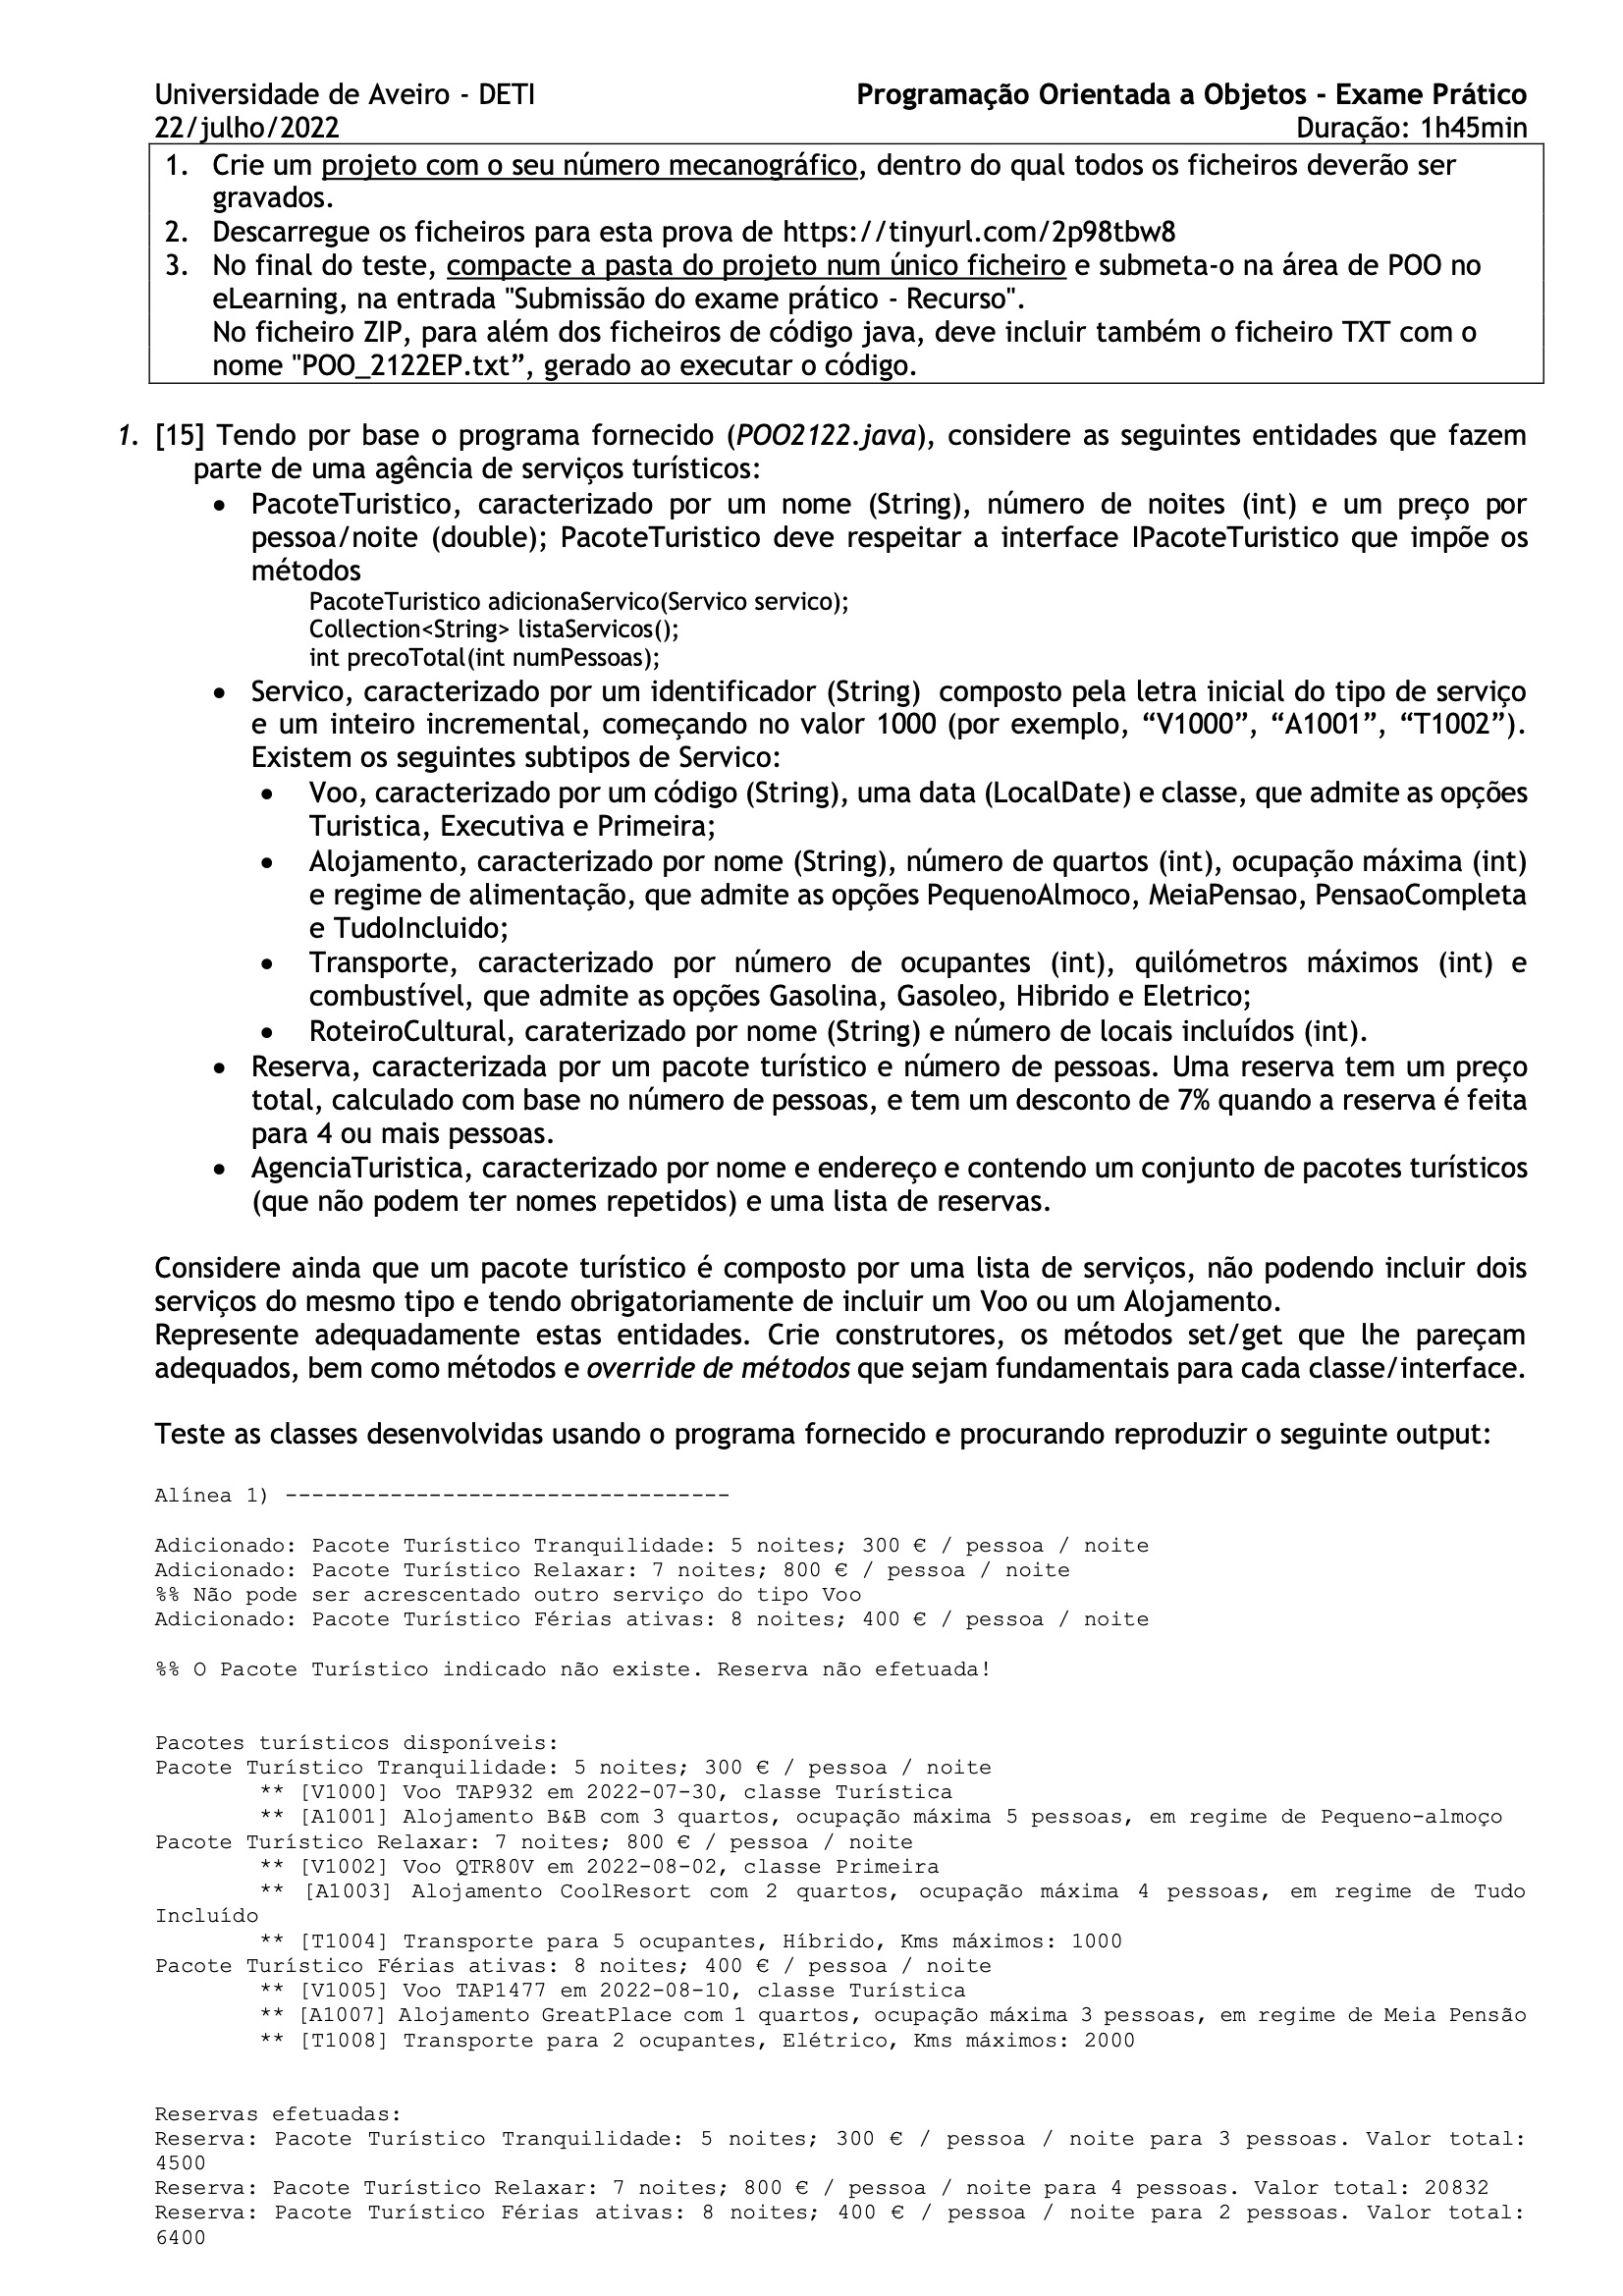 Universidade de Aveiro - DETI Programação Orientada a Objetos - Exame Prático
22/julho/2022 Duração: 1h45min
1. Crie um projeto com o seu número mecanográfico, dentro do qual todos os ficheiros deverão ser
gravados.
2. Descarregue os ficheiros para esta prova de https://tinyurl.com/2p98tbw8
3. No final do teste, compacte a pasta do projeto num único ficheiro e submeta-o na área de POO no
eLearning, na entrada "Submissão do exame prático - Recurso".
No ficheiro ZIP, para além dos ficheiros de código java, deve incluir também o ficheiro TXT com o
nome "POO_2122EP.txt”, gerado ao executar o código.
1. [15] Tendo por base o programa fornecido (POO2122.java), considere as seguintes entidades que fazem
parte de uma agência de serviços turísticos:
• PacoteTuristico, caracterizado por um nome (String), número de noites (int) e um preço por
pessoa/noite (double); PacoteTuristico deve respeitar a interface IPacoteTuristico que impõe os
métodos
PacoteTuristico adicionaServico(Servico servico);
Collection<String> listaServicos();
int precoTotal(int numPessoas);
• Servico, caracterizado por um identificador (String) composto pela letra inicial do tipo de serviço
e um inteiro incremental, começando no valor 1000 (por exemplo, “V1000”, “A1001”, “T1002”).
Existem os seguintes subtipos de Servico:
• Voo, caracterizado por um código (String), uma data (LocalDate) e classe, que admite as opções
Turistica, Executiva e Primeira;
• Alojamento, caracterizado por nome (String), número de quartos (int), ocupação máxima (int)
e regime de alimentação, que admite as opções PequenoAlmoco, MeiaPensao, PensaoCompleta
e TudoIncluido;
• Transporte, caracterizado por número de ocupantes (int), quilómetros máximos (int) e
combustível, que admite as opções Gasolina, Gasoleo, Hibrido e Eletrico;
• RoteiroCultural, caraterizado por nome (String) e número de locais incluídos (int).
• Reserva, caracterizada por um pacote turístico e número de pessoas. Uma reserva tem um preço
total, calculado com base no número de pessoas, e tem um desconto de 7% quando a reserva é feita
para 4 ou mais pessoas.
• AgenciaTuristica, caracterizado por nome e endereço e contendo um conjunto de pacotes turísticos
(que não podem ter nomes repetidos) e uma lista de reservas.
Considere ainda que um pacote turístico é composto por uma lista de serviços, não podendo incluir dois
serviços do mesmo tipo e tendo obrigatoriamente de incluir um Voo ou um Alojamento.
Represente adequadamente estas entidades. Crie construtores, os métodos set/get que lhe pareçam
adequados, bem como métodos e override de métodos que sejam fundamentais para cada classe/interface.
Teste as classes desenvolvidas usando o programa fornecido e procurando reproduzir o seguinte output:
Alínea 1) ----------------------------------
Adicionado: Pacote Turístico Tranquilidade: 5 noites; 300 € / pessoa / noite
Adicionado: Pacote Turístico Relaxar: 7 noites; 800 € / pessoa / noite
%% Não pode ser acrescentado outro serviço do tipo Voo
Adicionado: Pacote Turístico Férias ativas: 8 noites; 400 € / pessoa / noite
%% O Pacote Turístico indicado não existe. Reserva não efetuada!
Pacotes turísticos disponíveis:
Pacote Turístico Tranquilidade: 5 noites; 300 € / pessoa / noite
** [V1000] Voo TAP932 em 2022-07-30, classe Turística
** [A1001] Alojamento B&B com 3 quartos, ocupação máxima 5 pessoas, em regime de Pequeno-almoço
Pacote Turístico Relaxar: 7 noites; 800 € / pessoa / noite
** [V1002] Voo QTR80V em 2022-08-02, classe Primeira
** [A1003] Alojamento CoolResort com 2 quartos, ocupação máxima 4 pessoas, em regime de Tudo
Incluído
** [T1004] Transporte para 5 ocupantes, Híbrido, Kms máximos: 1000
Pacote Turístico Férias ativas: 8 noites; 400 € / pessoa / noite
** [V1005] Voo TAP1477 em 2022-08-10, classe Turística
** [A1007] Alojamento GreatPlace com 1 quartos, ocupação máxima 3 pessoas, em regime de Meia Pensão
** [T1008] Transporte para 2 ocupantes, Elétrico, Kms máximos: 2000
Reservas efetuadas:
Reserva: Pacote Turístico Tranquilidade: 5 noites; 300 € / pessoa / noite para 3 pessoas. Valor total:
4500
Reserva: Pacote Turístico Relaxar: 7 noites; 800 € / pessoa / noite para 4 pessoas. Valor total: 20832
Reserva: Pacote Turístico Férias ativas: 8 noites; 400 € / pessoa / noite para 2 pessoas. Valor total:
6400